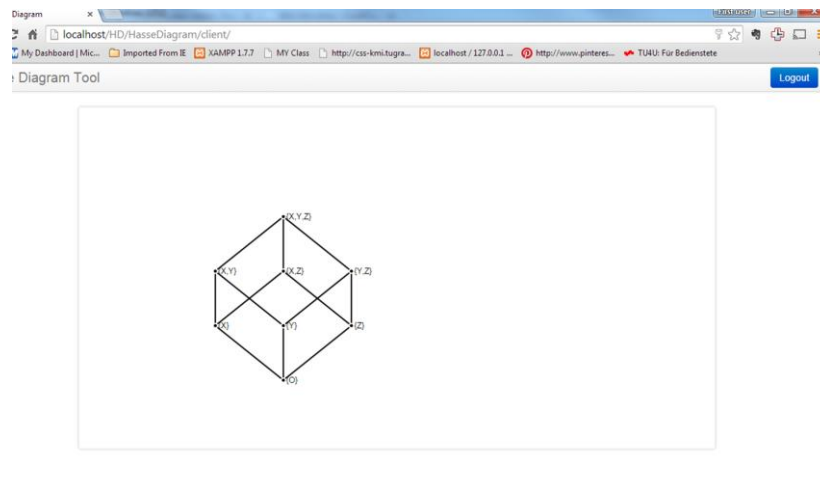 Diagram
localhost/HD/HasseDiagram/client/
My Dashboard | Mic... Imported From IE XAMPP 1.7.7 MY Class http://css-kmi.tugra... localhost / 127.0.0.1 ... http://www.pinteres... TU4U: Für Bedienstete
e Diagram Tool Logout
{X,Y,Z}
{X,Y} {X,Z} {Y,Z}
{X} {Y} {Z}
{O}